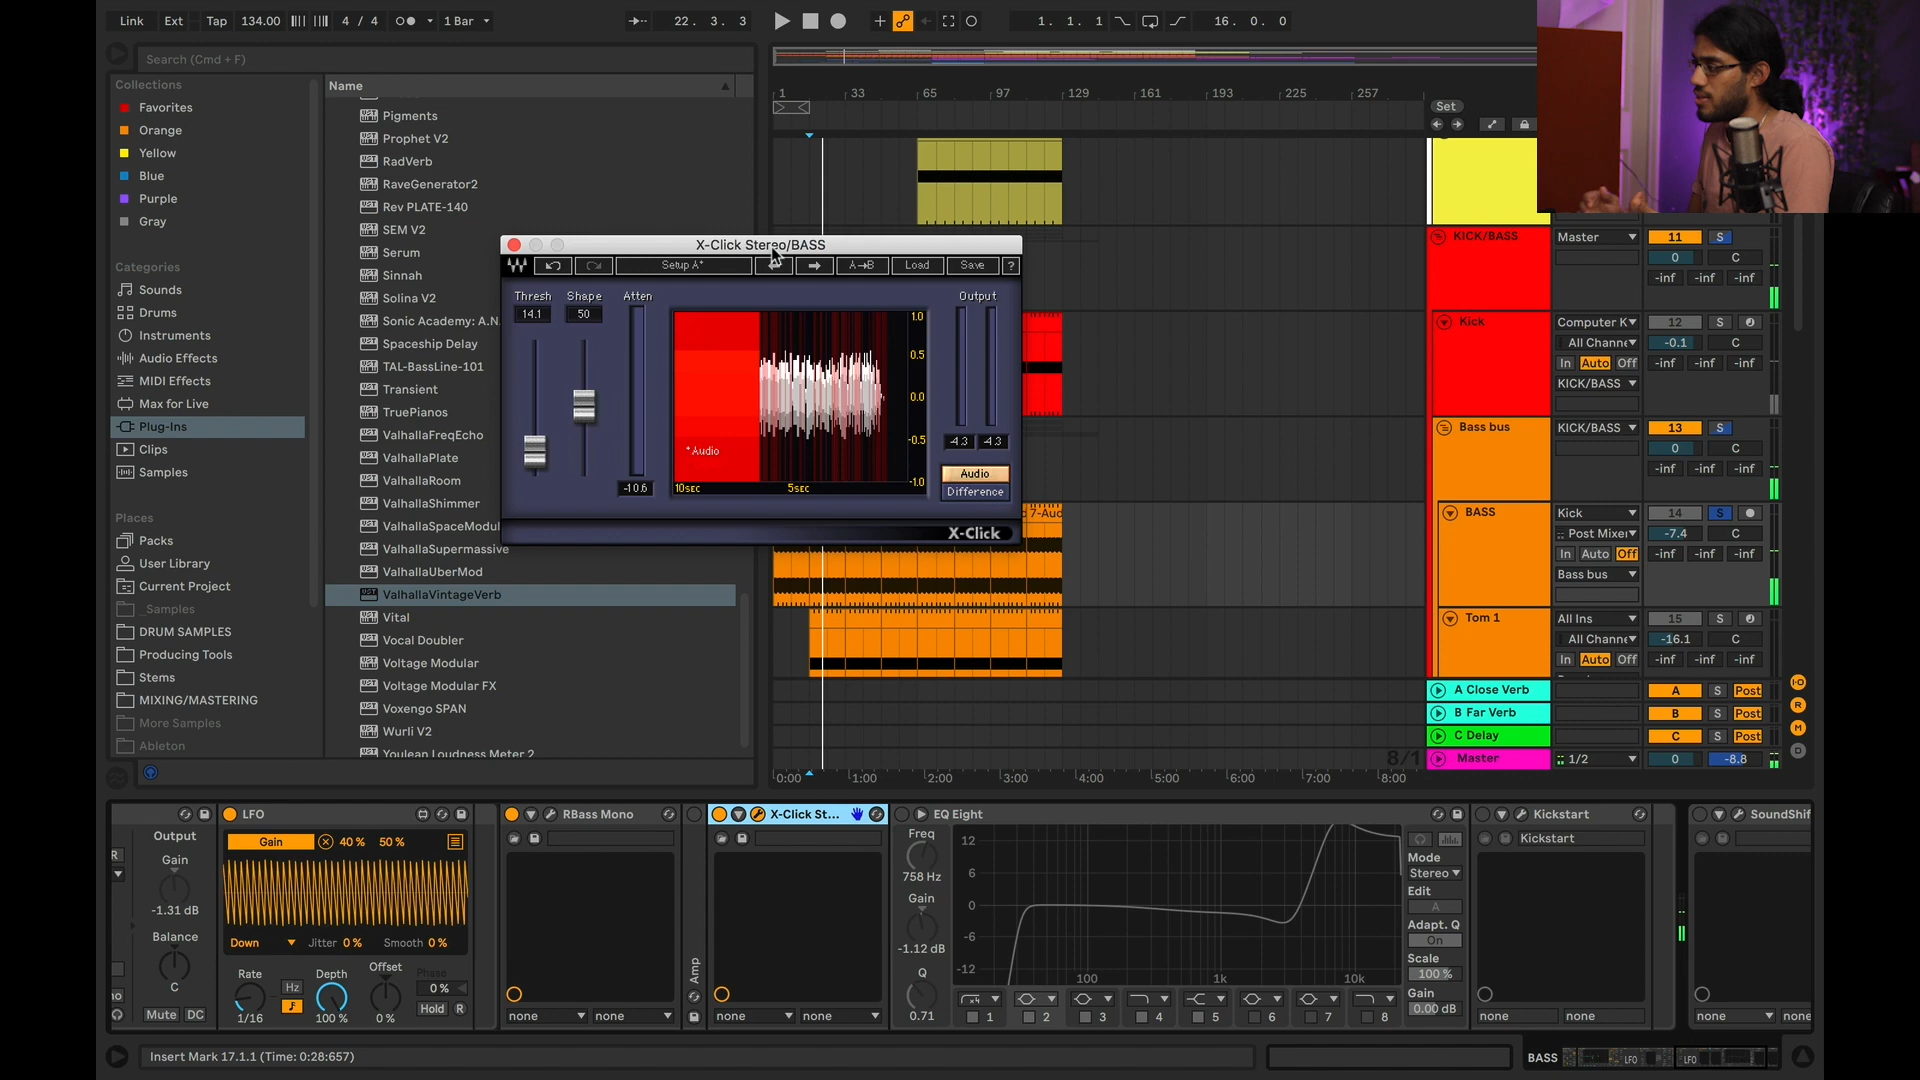 Link Ext Tap 134.00 4 / 4 1 Bar 22. 3. 3 1. 1. 1 16. 0. 0
Search (Cmd + F)
Collections
Favorites
Orange
Yellow
Blue
Purple
Gray
Categories
Sounds
Drums
Instruments
Audio Effects
MIDI Effects
Max for Live
Plug-Ins
Clips
Samples
Places
Packs
User Library
Current Project
_Samples
DRUM SAMPLES
Producing Tools
Stems
MIXING/MASTERING
More Samples
Ableton
Name
Pigments
Prophet V2
RadVerb
RaveGenerator2
Rev PLATE-140
SEM V2
Serum
Sinnah
Solina V2
Sonic Academy: A.N.
Spaceship Delay
TAL-BassLine-101
Transient
TruePianos
ValhallaFreqEcho
ValhallaPlate
ValhallaRoom
ValhallaShimmer
ValhallaSpaceModul
ValhallaSupermassive
ValhallaUberMod
ValhallaVintageVerb
Vital
Vocal Doubler
Voltage Modular
Voltage Modular FX
Voxengo SPAN
Wurli V2
Youlean Loudness Meter 2
X-Click Stereo/BASS
Setup A* A→B Load Save ?
Thresh Shape Atten Output
14.1 50
1.0
0.5
0.0
-0.5
-1.0
*Audio
10SEC 5SEC
-10.6
-4.3 -4.3
Audio
Difference
X-Click
1 33 65 97 129 161 193 225 257
Set
KICK/BASS Master 11 S
0 C
-inf -inf -inf
Kick Computer K 12 S
All Channe -0.1 C
In Auto Off -inf -inf -inf
KICK/BASS
Bass bus KICK/BASS 13 S
0 C
-inf -inf -inf
7-Aud
BASS Kick 14 S
Post Mixer -7.4 C
In Auto Off -inf -inf -inf
Bass bus
Tom 1 All Ins 15 S
All Channe -16.1 C
In Auto Off -inf -inf -inf
A Close Verb A S Post
B Far Verb B S Post
C Delay C S Post
8/1
Master 1/2 0 -8.8
I·O
R
M
D
0:00 1:00 2:00 3:00 4:00 5:00 6:00 7:00 8:00
Output
Gain
-1.31 dB
Balance
C
Mute DC
LFO
Gain 40 % 50 %
Down Jitter 0 % Smooth 0 %
Rate Hz Depth Offset Phase
0 %
1/16 100 % 0 % Hold R
RBass Mono
none none
Amp
X-Click St...
none none
EQ Eight
Freq
758 Hz
Gain
-1.12 dB
Q
0.71
12
6
0
-6
-12
100 1k 10k
x4
1 2 3 4 5 6 7 8
Mode
Stereo
Edit
A
Adapt. Q
On
Scale
100 %
Gain
0.00 dB
Kickstart
Kickstart
none none
SoundShif
none none
Insert Mark 17.1.1 (Time: 0:28:657)
BASS LFO LFO